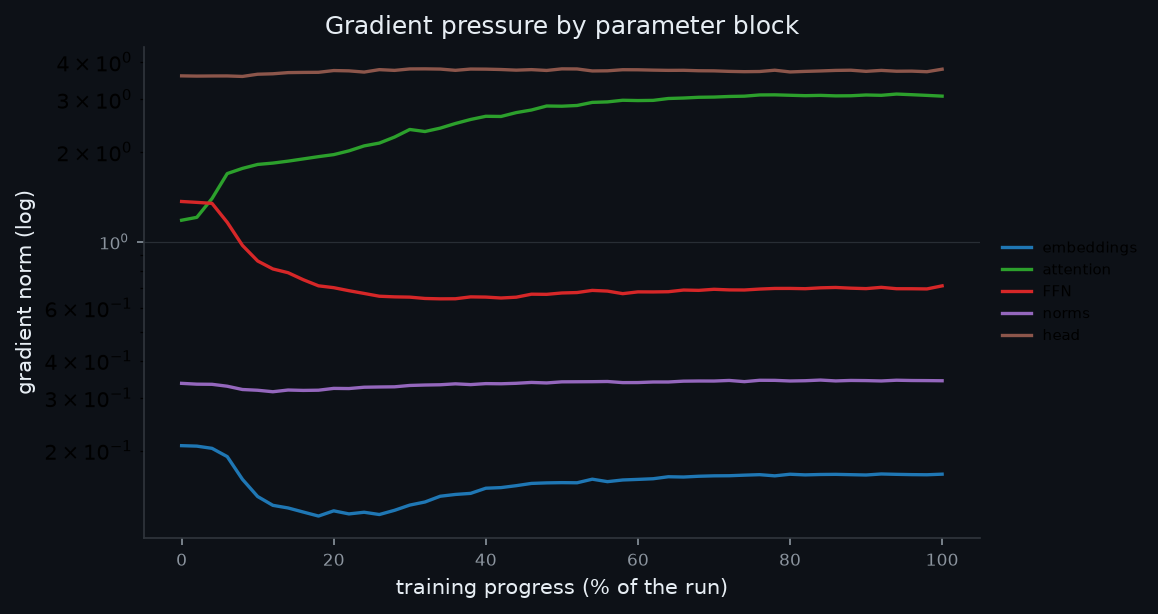 Gradient pressure by parameter block
gradient norm (log)
4 × 10⁰
3 × 10⁰
2 × 10⁰
10⁰
6 × 10⁻¹
4 × 10⁻¹
3 × 10⁻¹
2 × 10⁻¹
embeddings
attention
FFN
norms
head
0 20 40 60 80 100
training progress (% of the run)